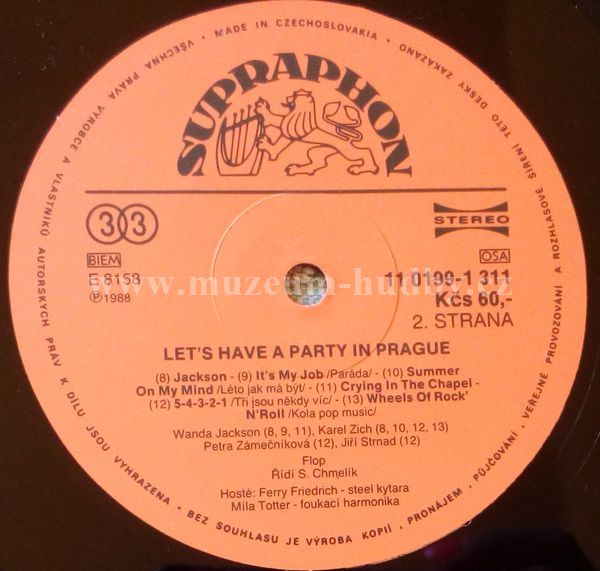 VŠECHNA PRÁVA VÝROBCE A VLASTNÍKŮ AUTORSKÝCH PRÁV K DÍLU JSOU VYHRAZENA • BEZ SOUHLASU JE VÝROBA KOPIÍ, PRONÁJEM, PŮJČOVÁNÍ, VEŘEJNÉ PROVOZOVÁNÍ A ROZHLASOVÉ ŠÍŘENÍ TÉTO DESKY ZAKÁZÁNO • MADE IN CZECHOSLOVAKIA •
SUPRAPHON
33
STEREO
BIEM
OSA
E 8158
11 0199-1 311
Ⓟ1988
Kčs 60,-
www.muzeum-hudby.cz
2. STRANA
LET'S HAVE A PARTY IN PRAGUE
(8) Jackson - (9) It's My Job /Paráda/ - (10) Summer
On My Mind /Léto jak má být/ - (11) Crying In The Chapel -
(12) 5-4-3-2-1 /Tři jsou někdy víc/ - (13) Wheels Of Rock'
N'Roll /Kola pop music/
Wanda Jackson (8, 9, 11), Karel Zich (8, 10, 12, 13)
Petra Zámečníková (12), Jiří Strnad (12)
Flop
Řídí S. Chmelík
Hosté: Ferry Friedrich - steel kytara
Míla Totter - foukací harmonika